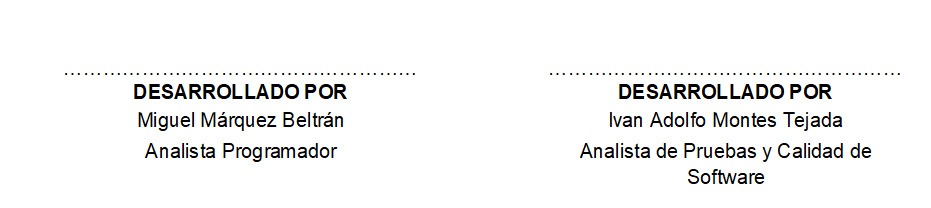 ………………………………………………
DESARROLLADO POR
Miguel Márquez Beltrán
Analista Programador
………………………………………………
DESARROLLADO POR
Ivan Adolfo Montes Tejada
Analista de Pruebas y Calidad de
Software